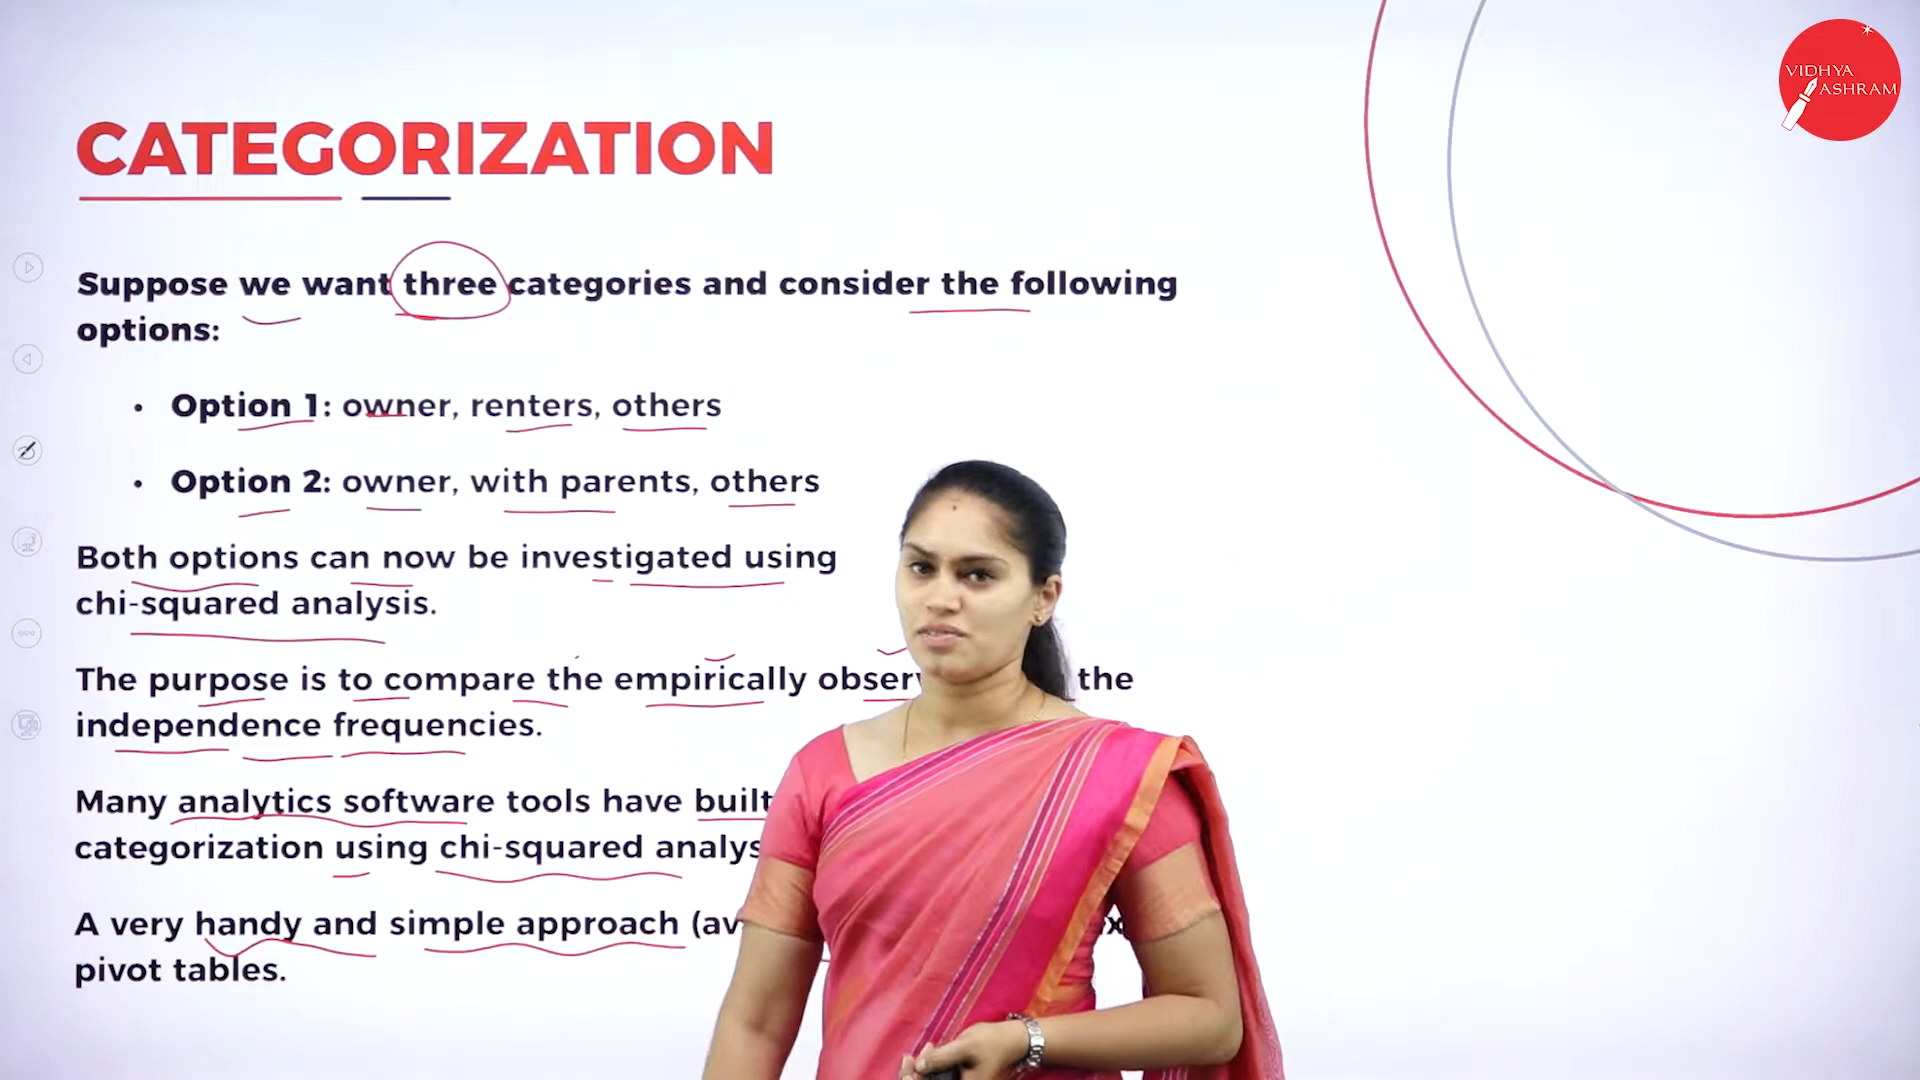 VIDHYA
ASHRAM
CATEGORIZATION
Suppose we want three categories and consider the following
options:
• Option 1: owner, renters, others
• Option 2: owner, with parents, others
Both options can now be investigated using
chi-squared analysis.
The purpose is to compare the empirically the
independence frequencies.
Many analytics software tools have built
categorization using chi-squared
A very handy and simple approach
pivot tables.